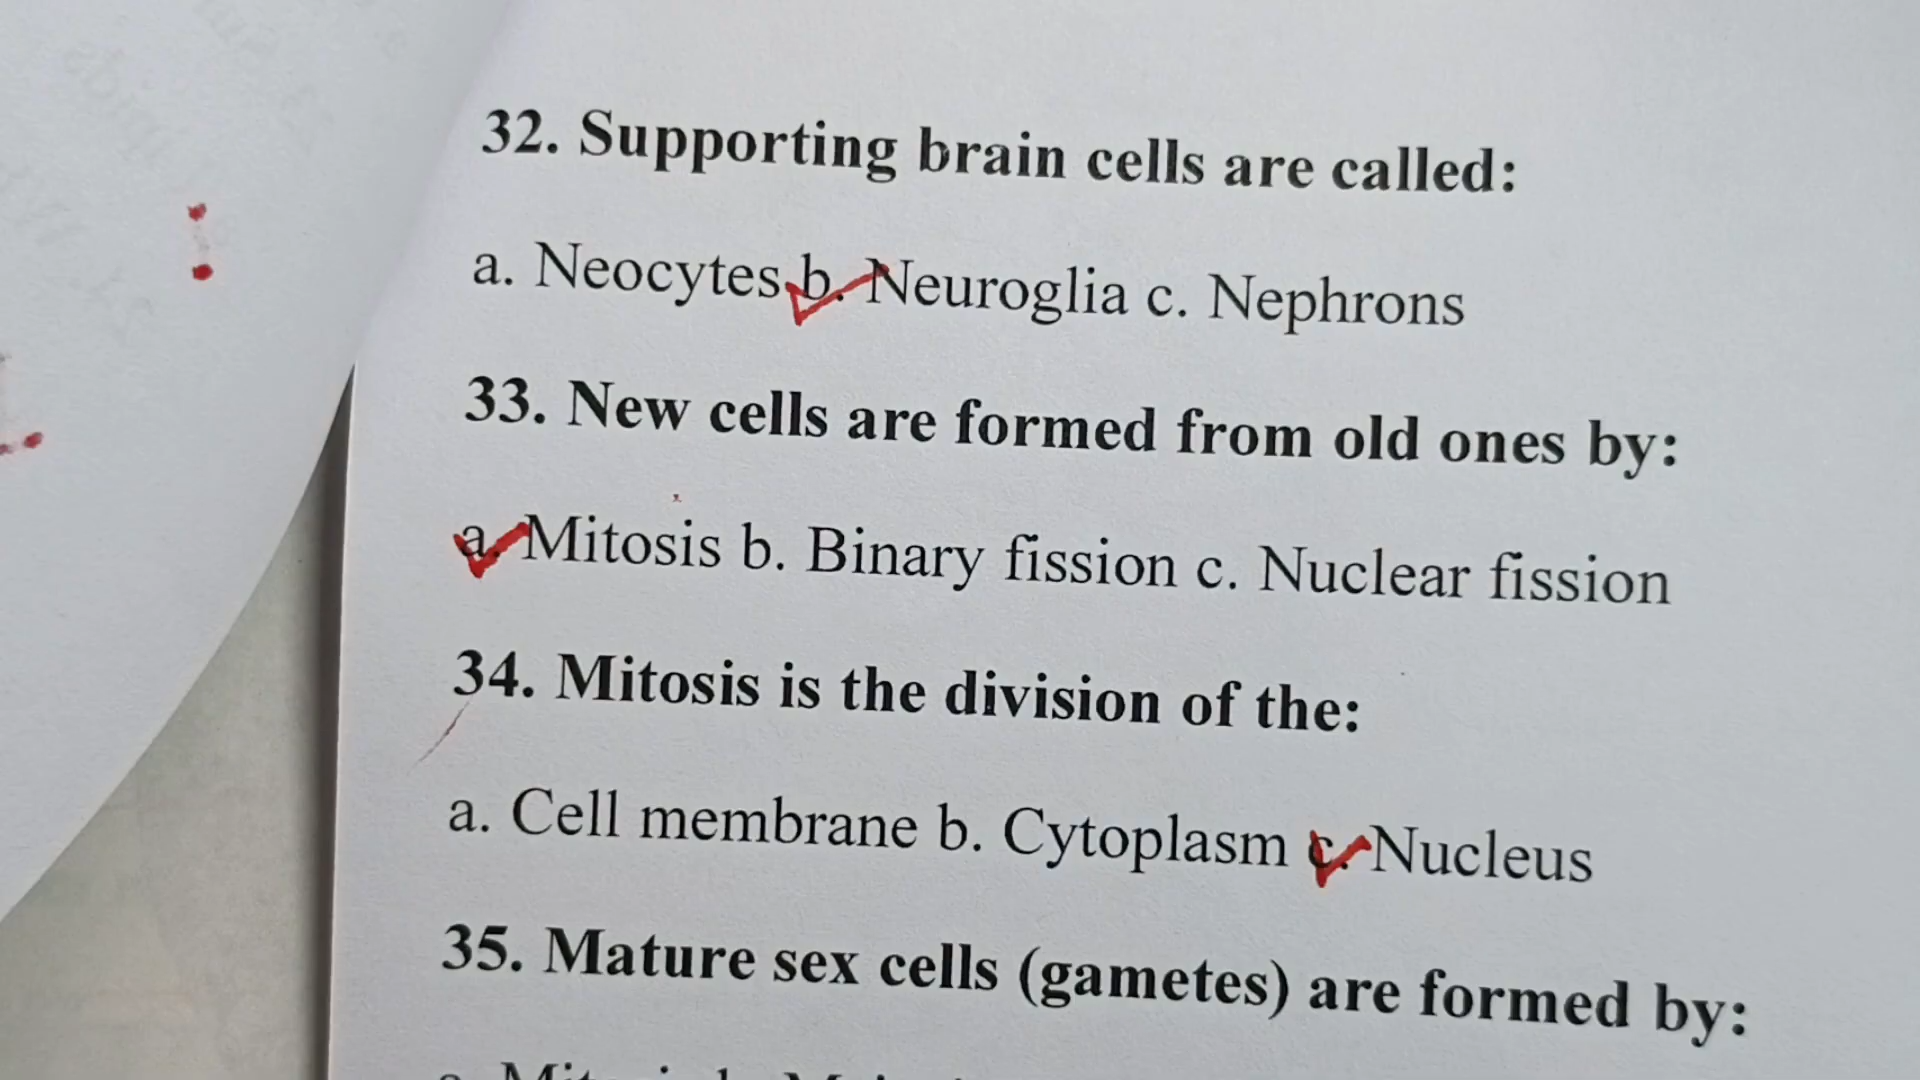 32. Supporting brain cells are called:
a. Neocytes b. Neuroglia c. Nephrons
33. New cells are formed from old ones by:
a. Mitosis b. Binary fission c. Nuclear fission
34. Mitosis is the division of the:
a. Cell membrane b. Cytoplasm c. Nucleus
35. Mature sex cells (gametes) are formed by: